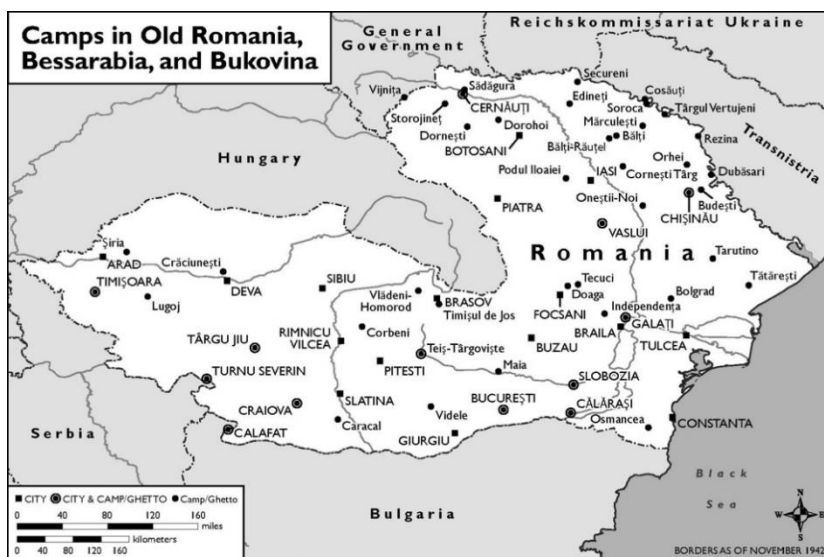 Camps in Old Romania,
Bessarabia, and Bukovina
General
Government
Reichskommissariat Ukraine
Transnistria
Hungary
Romania
Serbia
Bulgaria
Black
Sea
Secureni
Cosăuți
Vijnița
Sădăgura
CERNĂUȚI
Edineți
Soroca
Târgul Vertujeni
Storojineț
Mărculești
Dornești
Dorohoi
Bălți
Rezina
BOTOSANI
Bălți-Răuțel
Orhei
Podul Iloaiei
IASI
Cornești Târg
Dubăsari
Oneștii-Noi
Budești
PIATRA
CHIȘINĂU
VASLUI
Șiria
ARAD
Crăciunești
TIMIȘOARA
DEVA
Lugoj
SIBIU
Vlădeni-
Homorod
BRASOV
Timișul de Jos
Tecuci
Doaga
FOCSANI
Tarutino
Tătărești
Bolgrad
Independența
GALAȚI
BRAILA
TULCEA
TÂRGU JIU
RIMNICU
VILCEA
Corbeni
Teiș-Târgoviște
BUZAU
TURNU SEVERIN
PITESTI
Maia
SLOBOZIA
CRAIOVA
SLATINA
BUCUREȘTI
CĂLĂRAȘI
CALAFAT
Caracal
Videle
Osmancea
CONSTANTA
GIURGIU
CITY
CITY & CAMP/GHETTO
Camp/Ghetto
0 40 80 120 160
miles
kilometers
0 40 80 120 160
N
W E
S
BORDERS AS OF NOVEMBER 1942